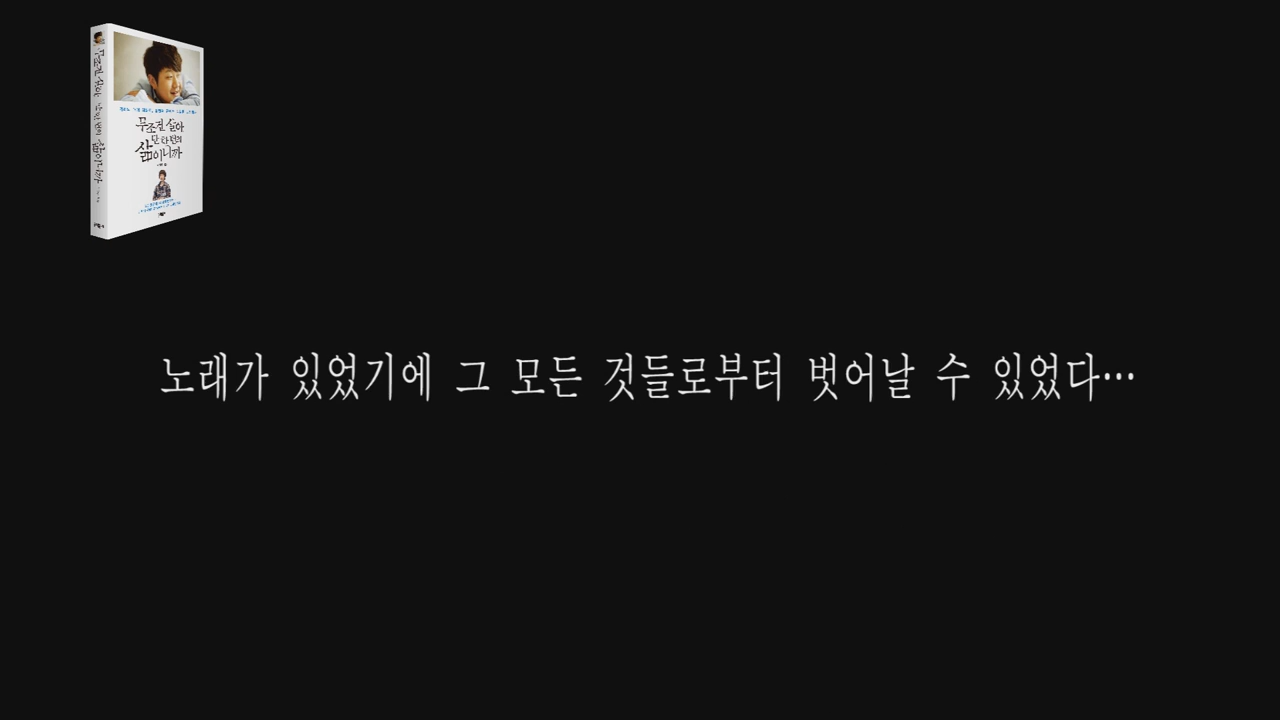 무조건 살아
단 한 번의
삶이니까
노래가 있었기에 그 모든 것들로부터 벗어날 수 있었다…